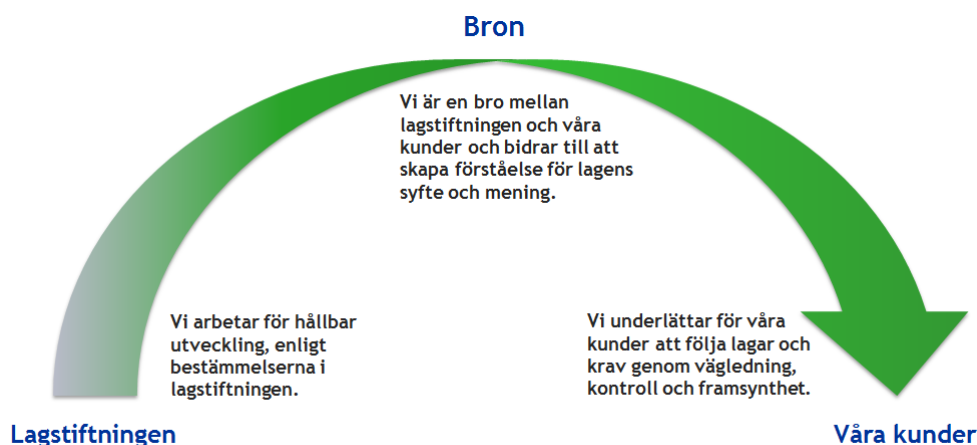 Bron
Vi är en bro mellan
lagstiftningen och våra
kunder och bidrar till att
skapa förståelse för lagens
syfte och mening.
Vi arbetar för hållbar
utveckling, enligt
bestämmelserna i
lagstiftningen.
Vi underlättar för våra
kunder att följa lagar och
krav genom vägledning,
kontroll och framsynthet.
Lagstiftningen
Våra kunder